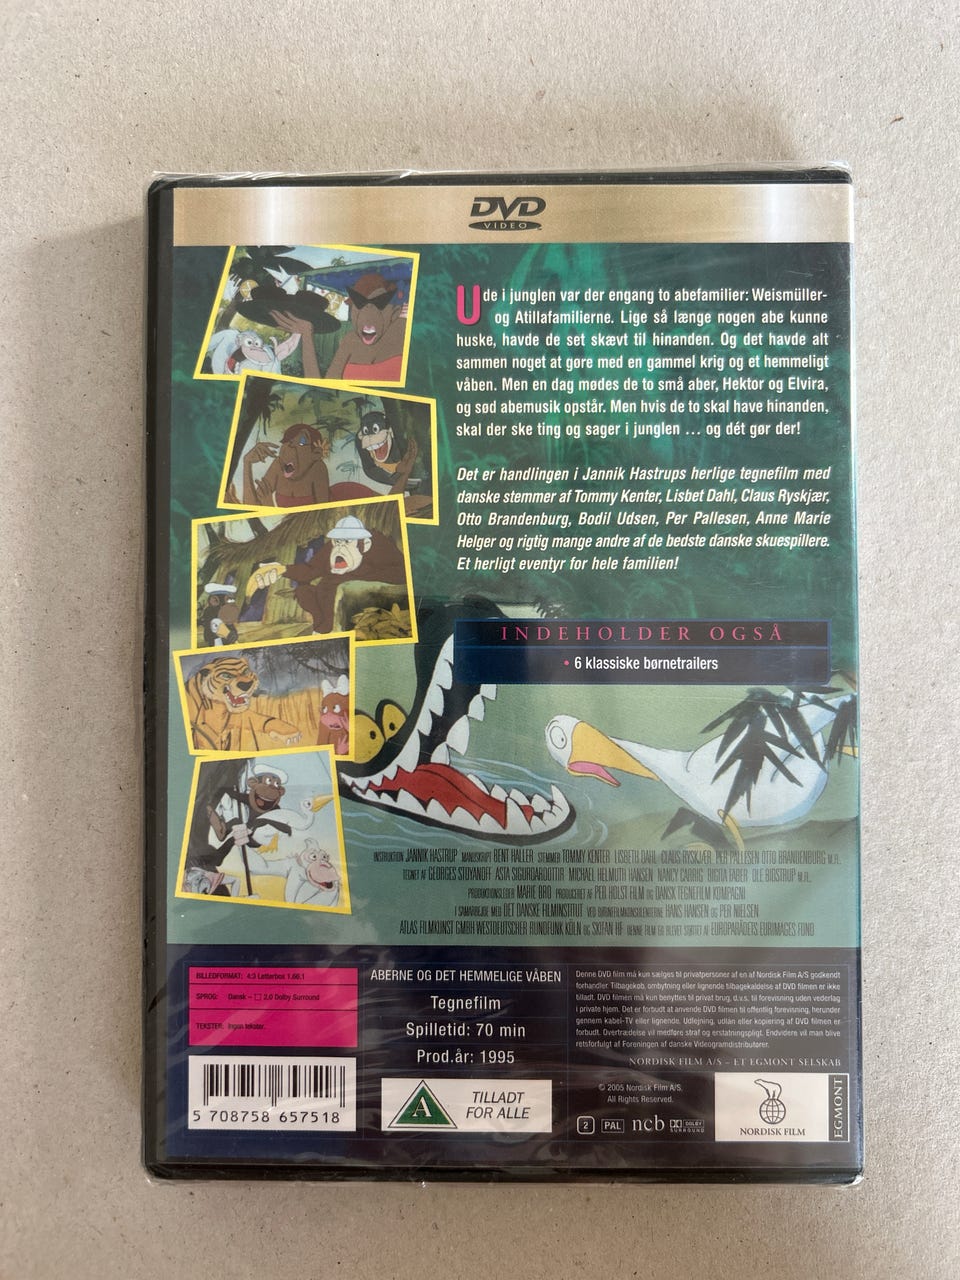 DVD
VIDEO
Ude i junglen var der engang to abefamilier: Weismüller-
og Atillafamilierne. Lige så længe nogen abe kunne
huske, havde de set skævt til hinanden. Og det havde alt
sammen noget at gøre med en gammel krig og et hemmeligt
våben. Men en dag mødes de to små aber, Hektor og Elvira,
og sød abemusik opstår. Men hvis de to skal have hinanden,
skal der ske ting og sager i junglen ... og dét gør der!
Det er handlingen i Jannik Hastrups herlige tegnefilm med
danske stemmer af Tommy Kenter, Lisbet Dahl, Claus Ryskjær,
Otto Brandenburg, Bodil Udsen, Per Pallesen, Anne Marie
Helger og rigtig mange andre af de bedste danske skuespillere.
Et herligt eventyr for hele familien!
INDEHOLDER OGSÅ
• 6 klassiske børnetrailers
INSTRUKTION JANNIK HASTRUP MANUSKRIPT BENT HALLER STEMMER TOMMY KENTER LISBETH DAHL CLAUS RYSKJÆR PER PALLESEN OTTO BRANDENBURG M.FL.
TEGNET AF GEORGES STOYANOFF ASTA SIGURDARDOTTIR MICHAEL HELMUTH HANSEN NANCY CARRIG BIGITA FABER OLE BIDSTRUP M.FL.
PRODUKTIONSLEDER MARIE BRO PRODUCERET AF PER HOLST FILM OG DANSK TEGNEFILM KOMPAGNI
I SAMARBEJDE MED DET DANSKE FILMINSTITUT VED BØRNEFILMKONSULENTERNE HANS HANSEN OG PER NIELSEN
ATLAS FILMKUNST GMBH WESTDEUTSCHER RUNDFUNK KÖLN OG SKIFAN HF. DENNE FILM ER BLEVET STØTTET AF EUROPARÅDETS EURIMAGES FOND
BILLEDFORMAT: 4:3 Letterbox 1.66:1
SPROG: Dansk – 2.0 Dolby Surround
TEKSTER: Ingen tekster.
5 708758 657518
ABERNE OG DET HEMMELIGE VÅBEN
Tegnefilm
Spilletid: 70 min
Prod.år: 1995
A
TILLADT
FOR ALLE
Denne DVD film må kun sælges til privatpersoner af en af Nordisk Film A/S godkendt
forhandler. Tilbagekøb, ombytning eller lignende tilbagekaldelse af DVD filmen er ikke
tilladt. DVD filmen må kun benyttes til privat brug, d.v.s. til forevisning uden vederlag
i private hjem. Det er forbudt at anvende DVD filmen til offentlig forevisning, herunder
gennem kabel-TV eller lignende. Udlejning, udlån eller kopiering af DVD filmen er
forbudt. Overtrædelse vil medføre straf og erstatningspligt. Endvidere vil man blive
retsforfulgt af Foreningen af danske Videogramdistributører.
NORDISK FILM A/S – ET EGMONT SELSKAB
© 2005 Nordisk Film A/S.
All Rights Reserved.
2 PAL ncb DOLBY
SURROUND
NORDISK FILM
EGMONT